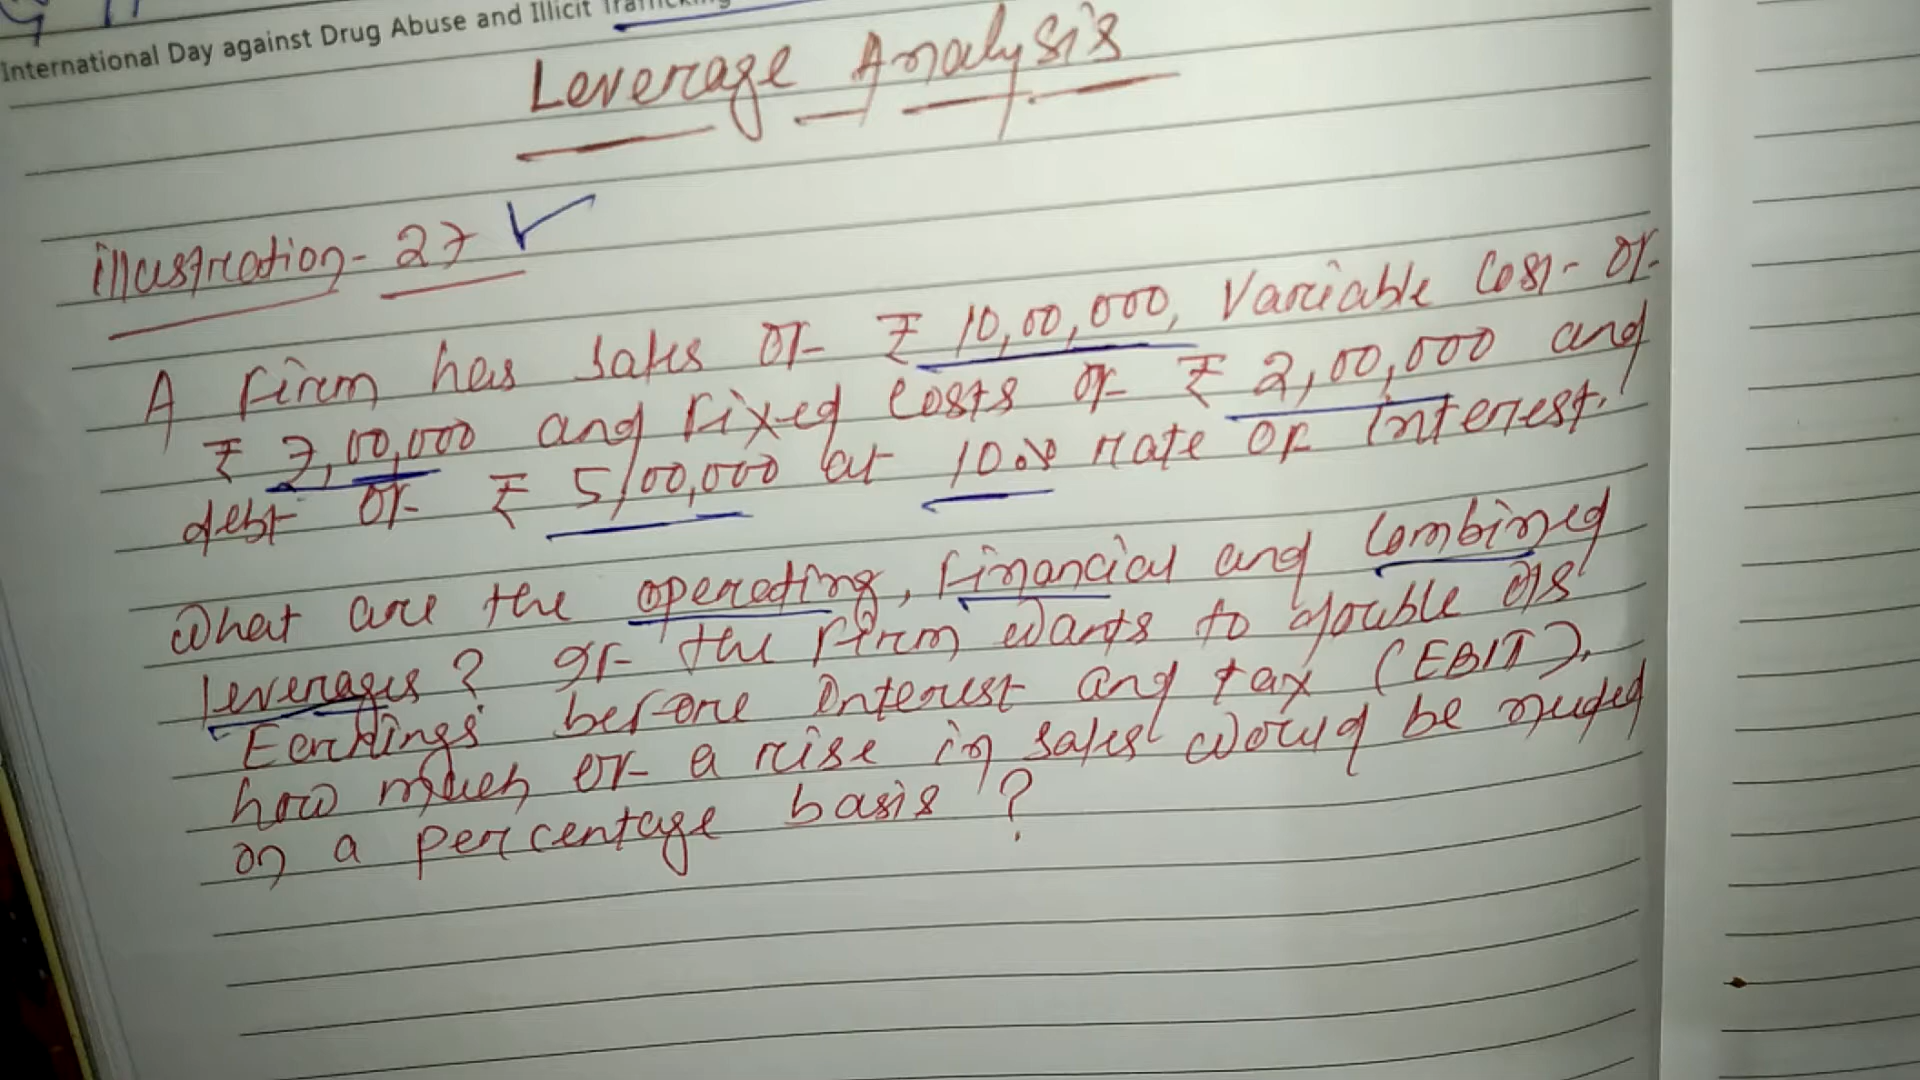 International Day against Drug Abuse and Illicit Trafficking
Leverage Analysis
illustration - 27
A firm has sales of ₹ 10,00,000, Variable Cost of
₹ 7,00,000 and fixed Costs of ₹ 2,00,000 and
debt of ₹ 5,00,000 at 10% rate of interest.
What are the operating, financial and Combined
leverages? If the firm wants to double its
Earnings before interest and tax (EBIT),
how much of a rise in sales would be needed
on a percentage basis?